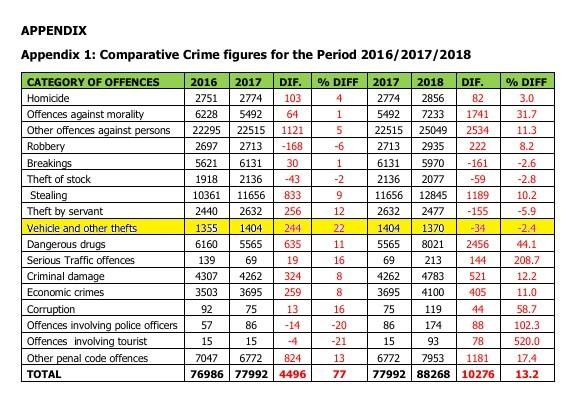 APPENDIX
Appendix 1: Comparative Crime figures for the Period 2016/2017/2018
CATEGORY OF OFFENCES 2016 2017 DIF. % DIFF 2017 2018 DIF. % DIFF
Homicide 2751 2774 103 4 2774 2856 82 3.0
Offences against morality 6228 5492 64 1 5492 7233 1741 31.7
Other offences against persons 22295 22515 1121 5 22515 25049 2534 11.3
Robbery 2697 2713 -168 -6 2713 2935 222 8.2
Breakings 5621 6131 30 1 6131 5970 -161 -2.6
Theft of stock 1918 2136 -43 -2 2136 2077 -59 -2.8
Stealing 10361 11656 833 9 11656 12845 1189 10.2
Theft by servant 2440 2632 256 12 2632 2477 -155 -5.9
Vehicle and other thefts 1355 1404 244 22 1404 1370 -34 -2.4
Dangerous drugs 6160 5565 635 11 5565 8021 2456 44.1
Serious Traffic offences 139 69 19 16 69 213 144 208.7
Criminal damage 4307 4262 324 8 4262 4783 521 12.2
Economic crimes 3503 3695 259 8 3695 4100 405 11.0
Corruption 92 75 13 16 75 119 44 58.7
Offences involving police officers 57 86 -14 -20 86 174 88 102.3
Offences involving tourist 15 15 -4 -21 15 93 78 520.0
Other penal code offences 7047 6772 824 13 6772 7953 1181 17.4
TOTAL 76986 77992 4496 77 77992 88268 10276 13.2